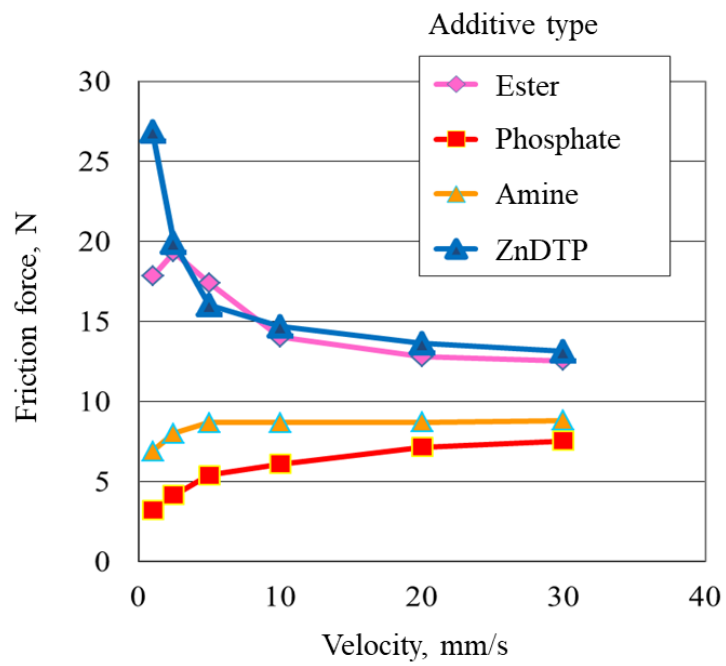 Additive type
Ester
Phosphate
Amine
ZnDTP
30
25
20
15
10
5
0
Friction force, N
0 10 20 30 40
Velocity, mm/s